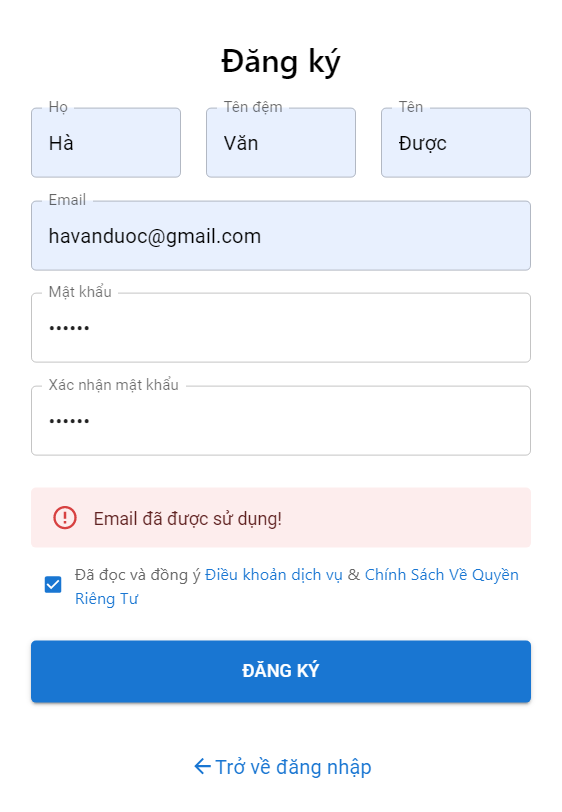 Đăng ký
Họ
Tên đệm
Tên
Hà
Văn
Được
Email
havanduoc@gmail.com
Mật khẩu
••••••
Xác nhận mật khẩu
••••••
Email đã được sử dụng!
Đã đọc và đồng ý Điều khoản dịch vụ & Chính Sách Về Quyền
Riêng Tư
ĐĂNG KÝ
Trở về đăng nhập